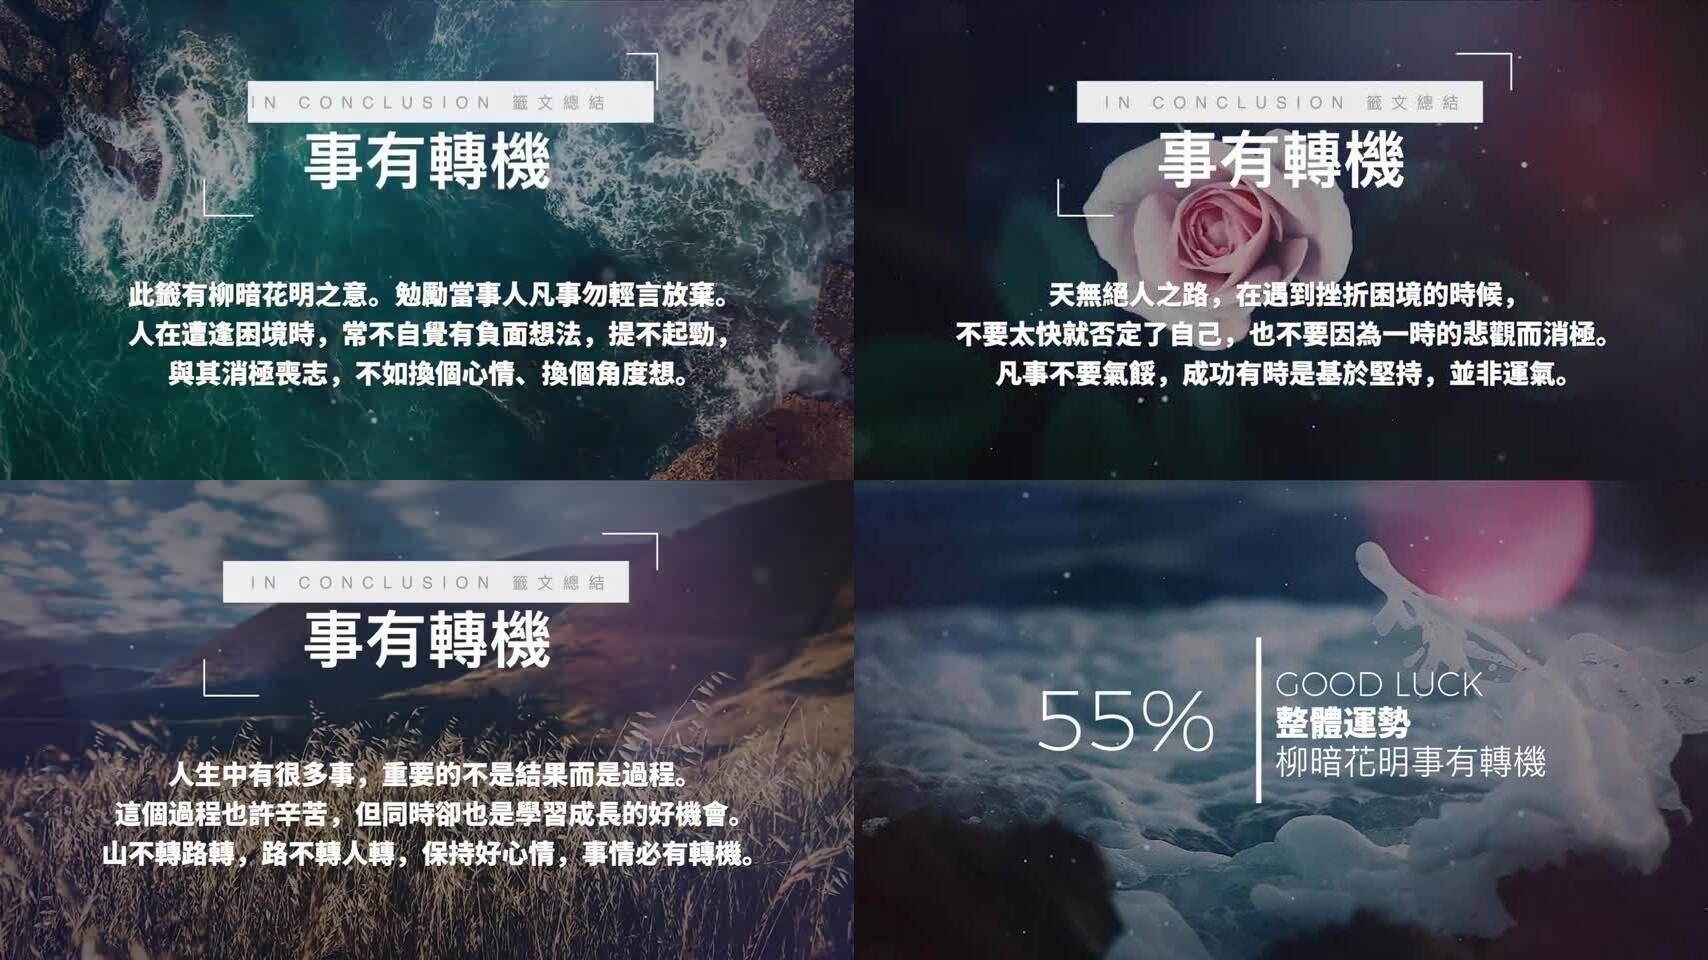 IN CONCLUSION 籤文總結
事有轉機
此籤有柳暗花明之意。勉勵當事人凡事勿輕言放棄。
人在遭逢困境時，常不自覺有負面想法，提不起勁，
與其消極喪志，不如換個心情、換個角度想。
IN CONCLUSION 籤文總結
事有轉機
天無絕人之路，在遇到挫折困境的時候，
不要太快就否定了自己，也不要因為一時的悲觀而消極。
凡事不要氣餒，成功有時是基於堅持，並非運氣。
IN CONCLUSION 籤文總結
事有轉機
人生中有很多事，重要的不是結果而是過程。
這個過程也許辛苦，但同時卻也是學習成長的好機會。
山不轉路轉，路不轉人轉，保持好心情，事情必有轉機。
55%
GOOD LUCK
整體運勢
柳暗花明事有轉機